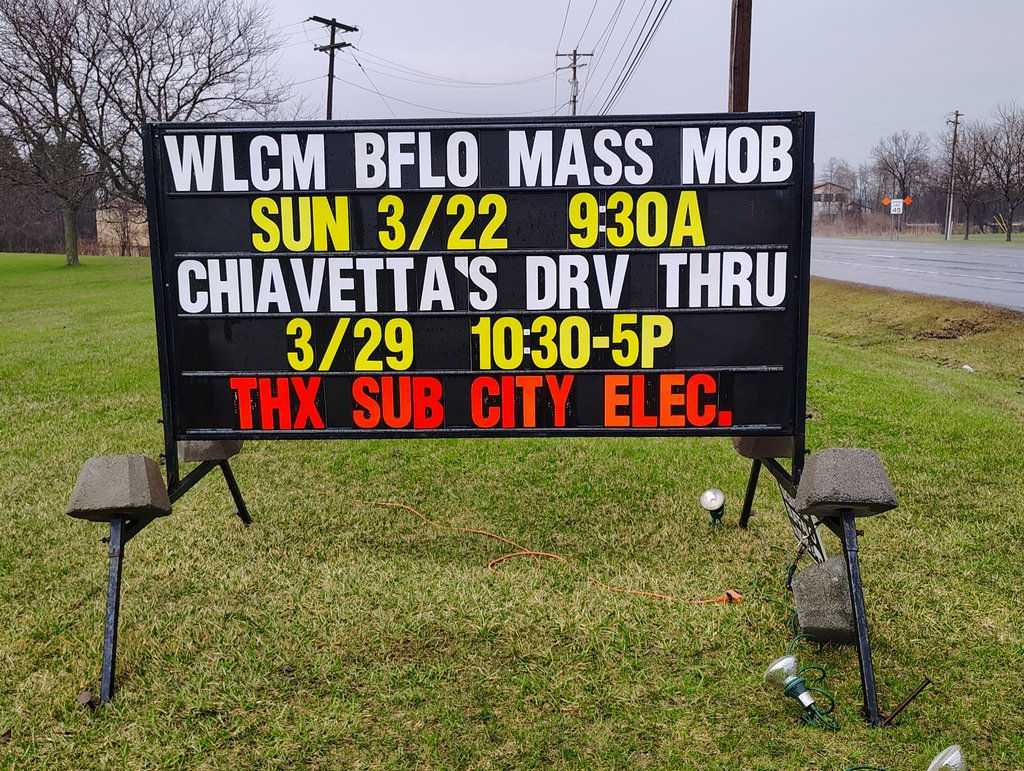 WLCM BFLO MASS MOB
SUN 3/22 9:30A
CHIAVETTA'S DRV THRU
3/29 10:30-5P
THX SUB CITY ELEC.
45